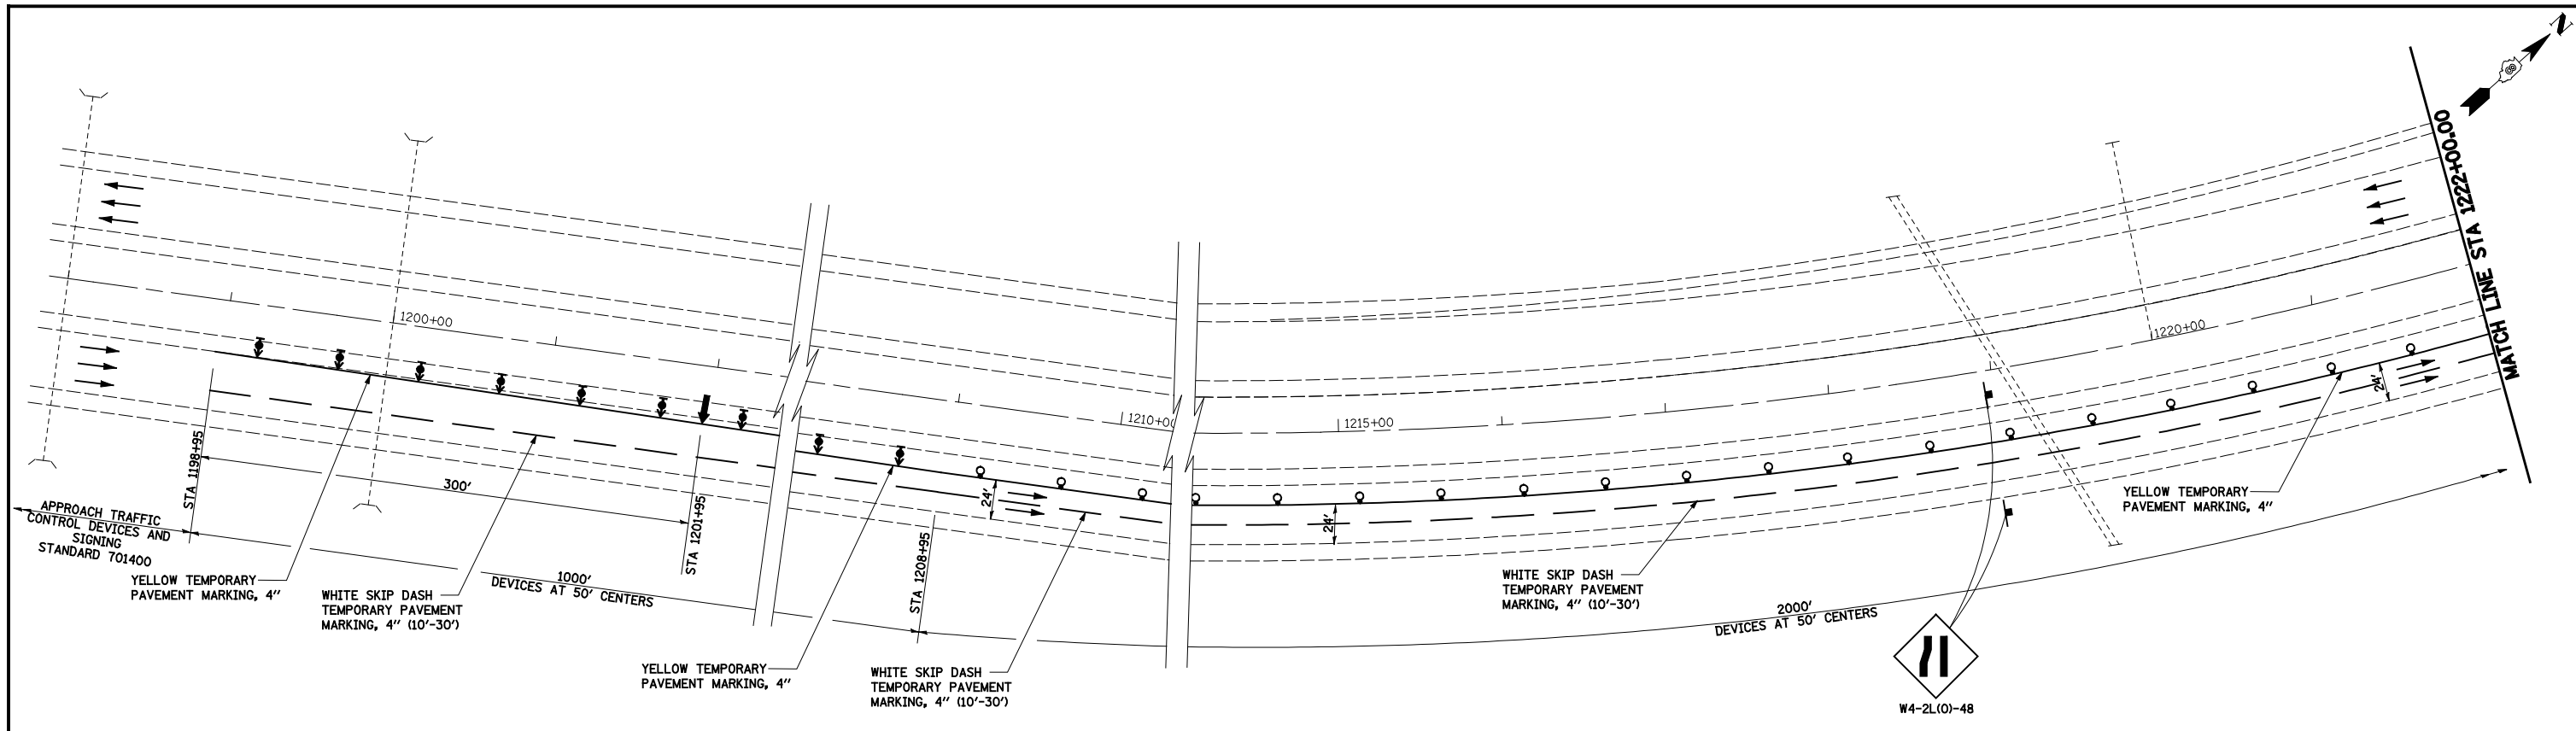 N
88
MATCH LINE STA 1222+00.00
1200+00
1210+00
1215+00
1220+00
STA 1198+95
300'
STA 1201+95
24'
24'
24'
STA 1208+95
APPROACH TRAFFIC
CONTROL DEVICES AND
SIGNING
STANDARD 701400
YELLOW TEMPORARY
PAVEMENT MARKING, 4"
WHITE SKIP DASH
TEMPORARY PAVEMENT
MARKING, 4" (10'-30')
1000'
DEVICES AT 50' CENTERS
YELLOW TEMPORARY
PAVEMENT MARKING, 4"
WHITE SKIP DASH
TEMPORARY PAVEMENT
MARKING, 4" (10'-30')
WHITE SKIP DASH
TEMPORARY PAVEMENT
MARKING, 4" (10'-30')
2000'
DEVICES AT 50' CENTERS
YELLOW TEMPORARY
PAVEMENT MARKING, 4"
W4-2L(O)-48